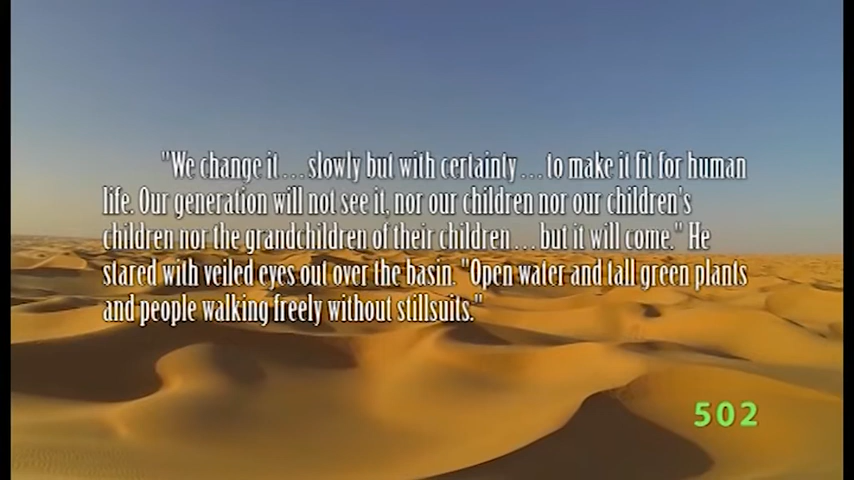 "We change it . . . slowly but with certainty . . . to make it fit for human
life. Our generation will not see it, nor our children nor our children's
children nor the grandchildren of their children . . . but it will come." He
stared with veiled eyes out over the basin. "Open water and tall green plants
and people walking freely without stillsuits."
502